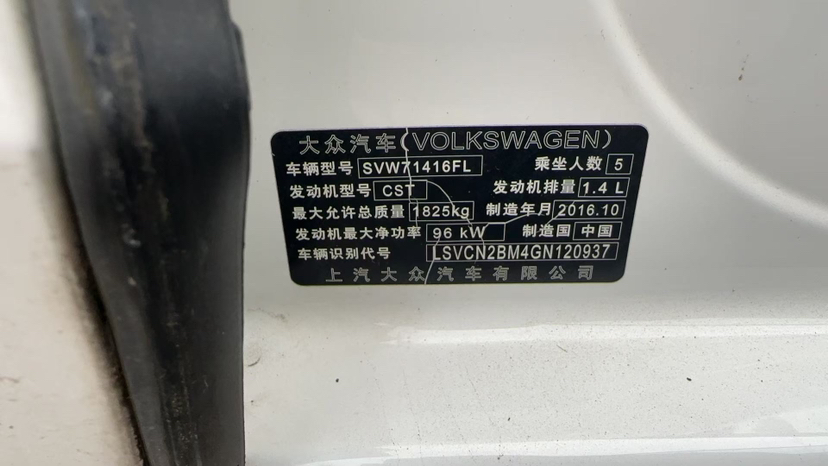 大众汽车(VOLKSWAGEN)
车辆型号 SVW71416FL 乘坐人数 5
发动机型号 CST 发动机排量 1.4 L
最大允许总质量 1825kg 制造年月 2016.10
发动机最大净功率 96 kW 制造国 中国
车辆识别代号 LSVCN2BM4GN120937
上汽大众汽车有限公司